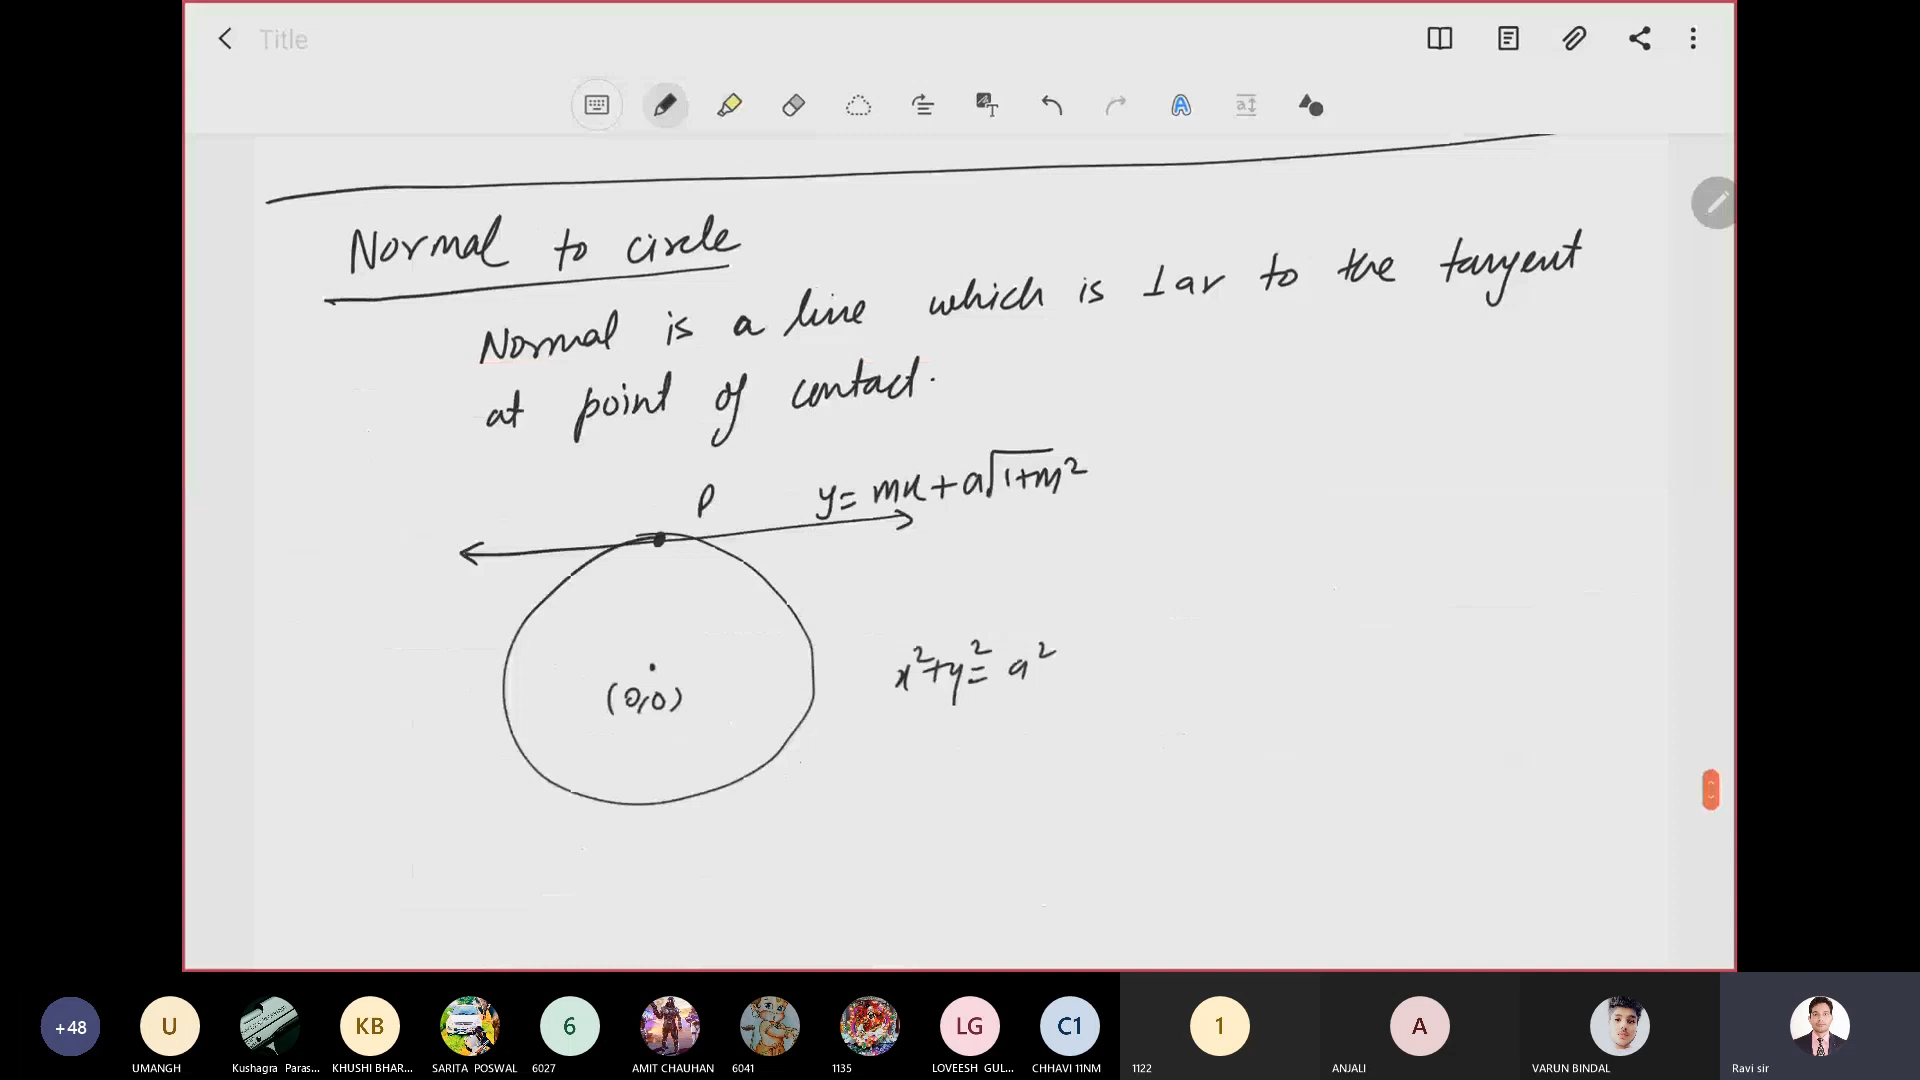 Title
Normal to circle
Normal is a line which is ⊥ar to the tangent
at point of contact.
P
y = mx + a√1+m²
(0,0)
x²+y² = a²
+48
U
KB
6
LG
C1
1
A
UMANGH
Kushagra Paras...
KHUSHI BHAR...
SARITA POSWAL
6027
AMIT CHAUHAN
6041
1135
LOVEESH GUL...
CHHAVI 11NM
1122
ANJALI
VARUN BINDAL
Ravi sir